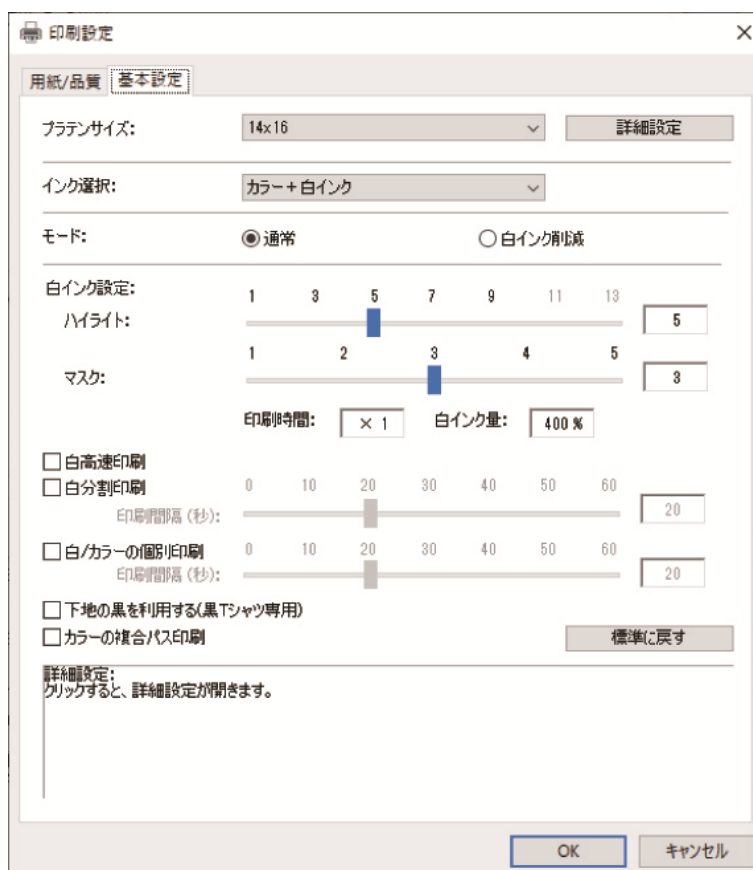 印刷設定
用紙/品質 基本設定
プラテンサイズ: 14x16 詳細設定
インク選択: カラー+白インク
モード: 通常 白インク削減
白インク設定: 1 3 5 7 9 11 13
ハイライト: 5
1 2 3 4 5
マスク: 3
印刷時間: × 1 白インク量: 400 %
白高速印刷
白分割印刷 0 10 20 30 40 50 60
印刷間隔 (秒): 20
白/カラーの個別印刷 0 10 20 30 40 50 60
印刷間隔 (秒): 20
下地の黒を利用する(黒Tシャツ専用)
カラーの複合パス印刷 標準に戻す
詳細設定:
クリックすると、詳細設定が開きます。
OK キャンセル